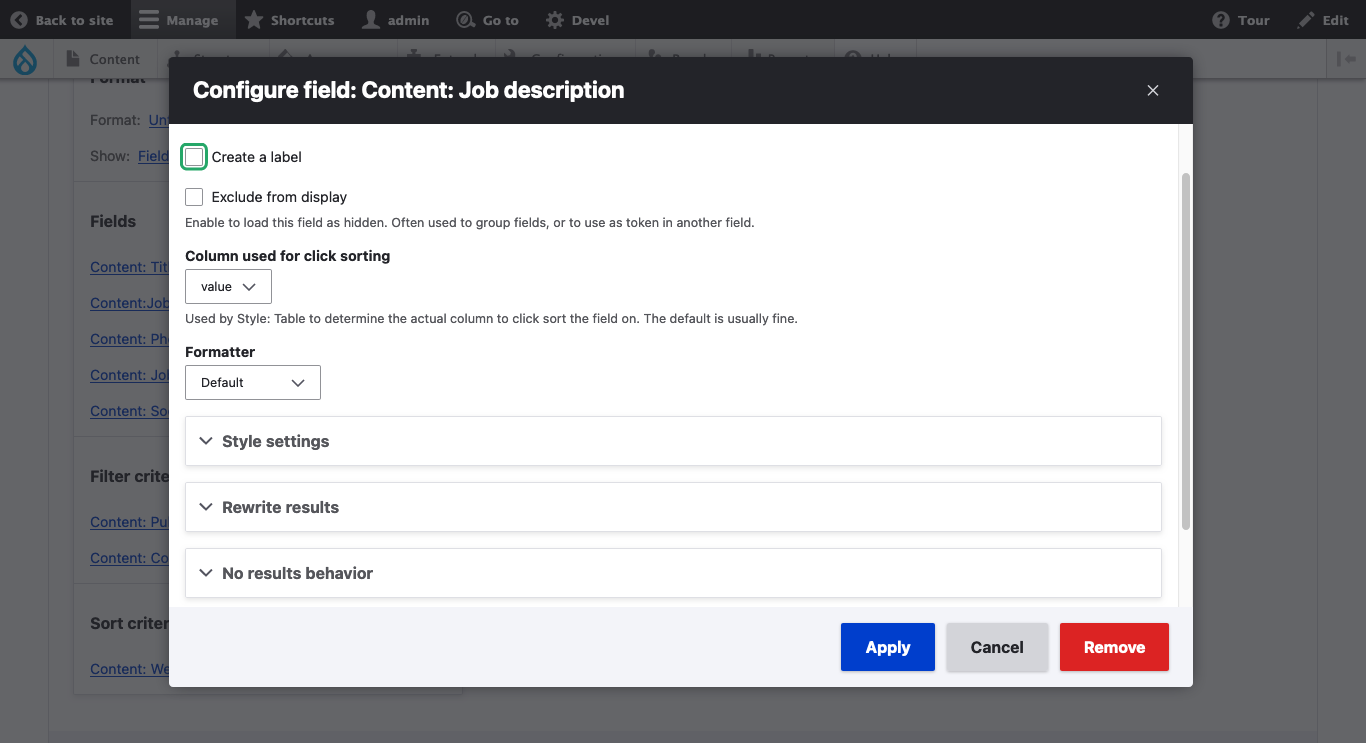 Back to site Manage Shortcuts admin Go to Devel Tour Edit
Content
Configure field: Content: Job description
Format
Format: Un
Show: Field
Fields
Content: Tit
Content:Job
Content: Ph
Content: Jo
Content: So
Filter crite
Content: Pu
Content: Co
Sort criter
Content: We
Create a label
Exclude from display
Enable to load this field as hidden. Often used to group fields, or to use as token in another field.
Column used for click sorting
value
Used by Style: Table to determine the actual column to click sort the field on. The default is usually fine.
Formatter
Default
Style settings
Rewrite results
No results behavior
Apply Cancel Remove